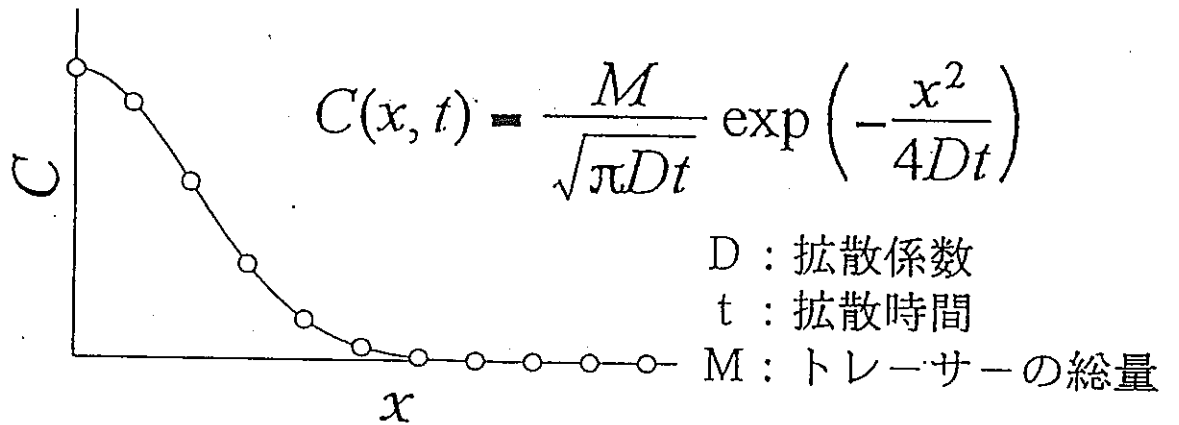 C(x, t) = M/√(πDt) exp(−x²/4Dt)
C
D：拡散係数
t：拡散時間
M：トレーサーの総量
x